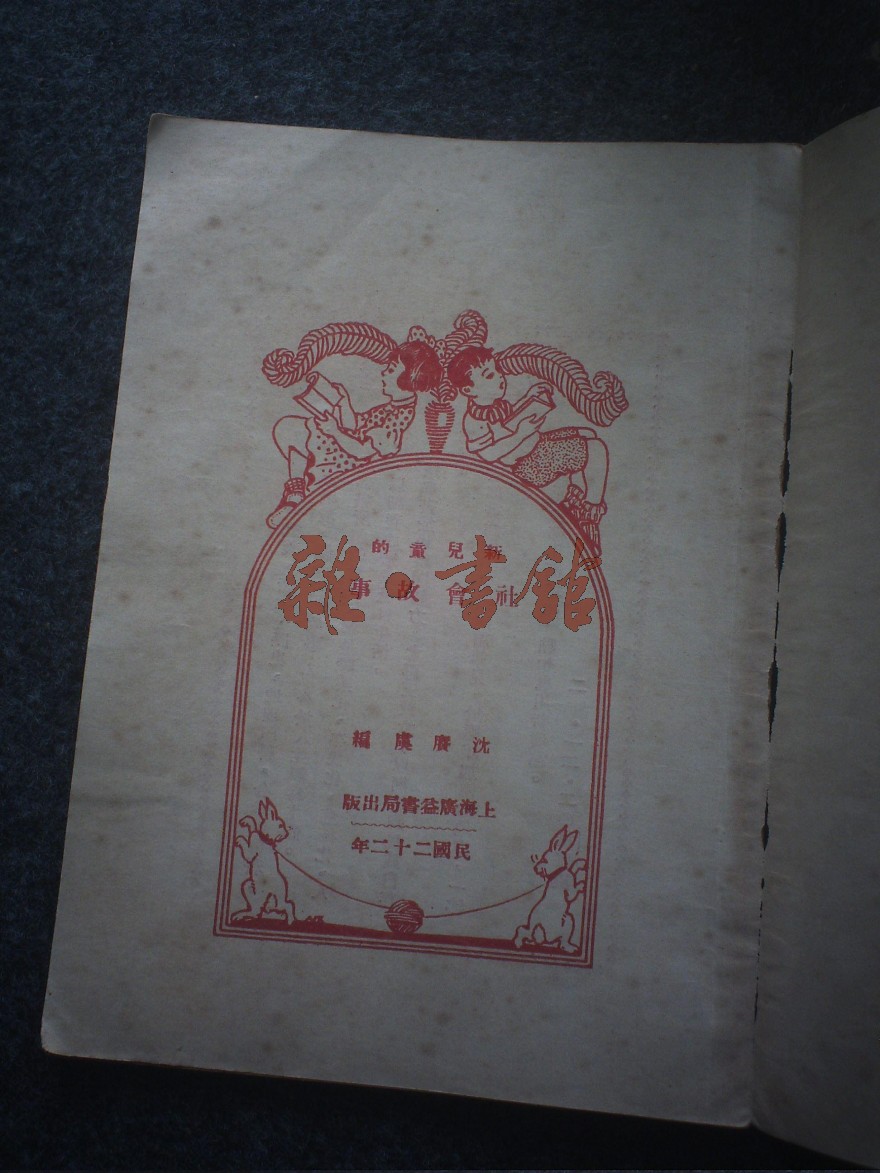 新兒童的
社會故事
雜·書館
沈賡虞編
上海廣益書局出版
民國二十二年